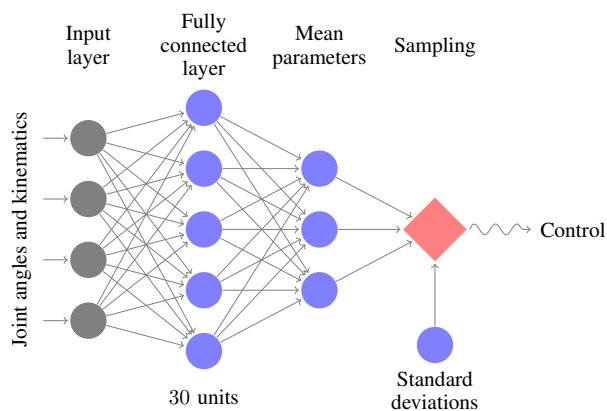 Input
layer
Fully
connected
layer
Mean
parameters
Sampling
Joint angles and kinematics
Control
30 units
Standard
deviations